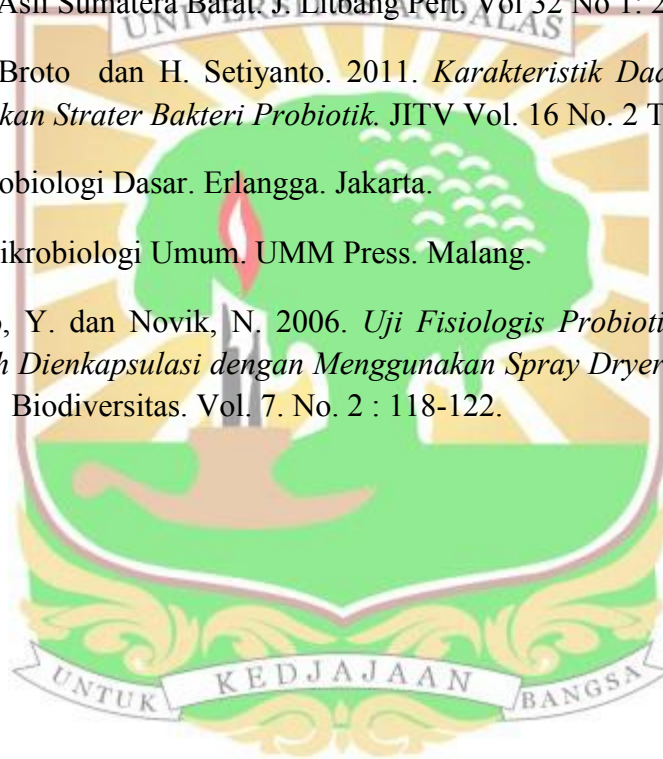 Asli Sumatera Barat. J. Litbang Pert. Vol 32 No 1: 2
UNIVERSITAS ANDALAS
Broto dan H. Setiyanto. 2011. Karakteristik Dad
kan Strater Bakteri Probiotik. JITV Vol. 16 No. 2 T
obiologi Dasar. Erlangga. Jakarta.
ikrobiologi Umum. UMM Press. Malang.
, Y. dan Novik, N. 2006. Uji Fisiologis Probioti
h Dienkapsulasi dengan Menggunakan Spray Dryer
Biodiversitas. Vol. 7. No. 2 : 118-122.
UNTUK KEDJAJAAN BANGSA